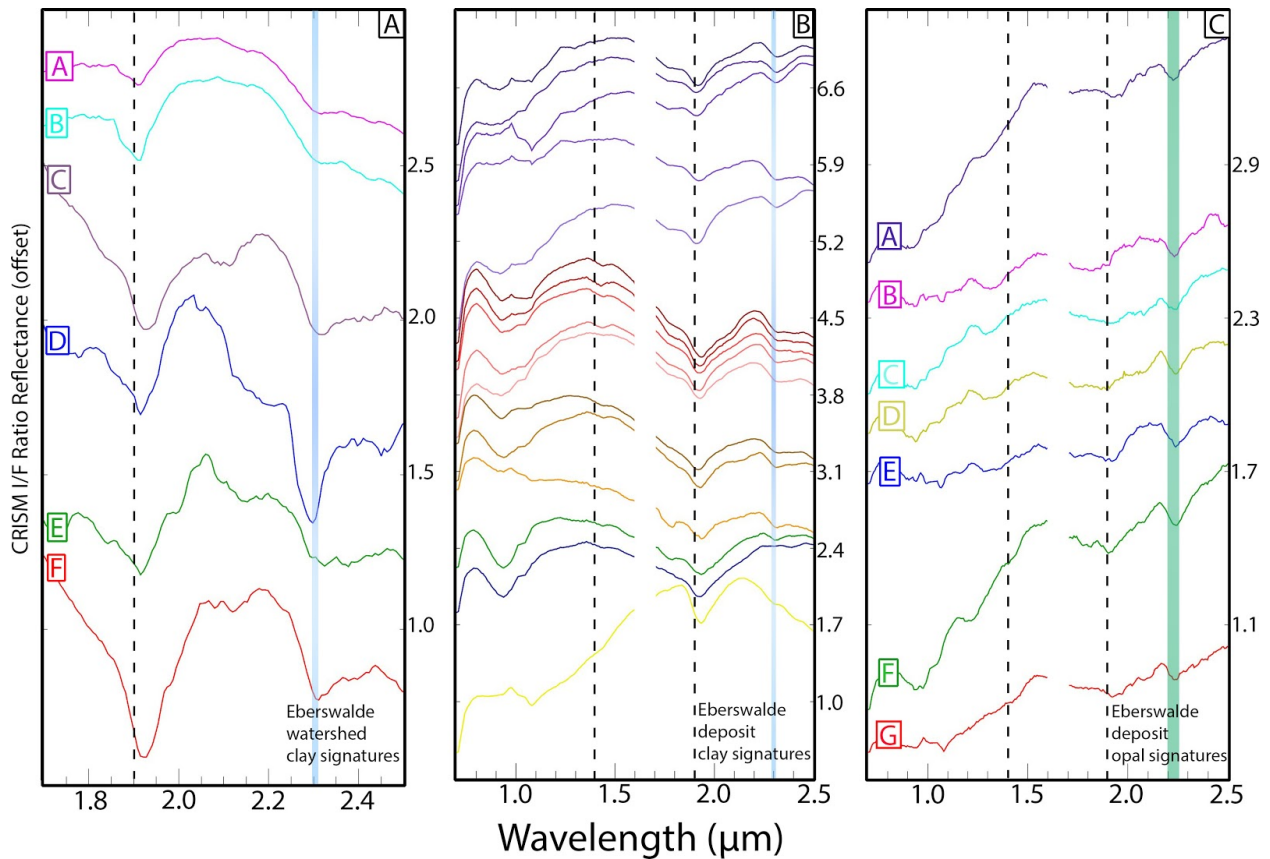 CRISM I/F Ratio Reflectance (offset)
A
A
B
C
D
E
F
2.5
2.0
1.5
1.0
Eberswalde
watershed
clay signatures
1.8 2.0 2.2 2.4
B
6.6
5.9
5.2
4.5
3.8
3.1
2.4
1.7
1.0
Eberswalde
deposit
clay signatures
1.0 1.5 2.0 2.5
C
A
B
C
D
E
F
G
2.9
2.3
1.7
1.1
Eberswalde
deposit
opal signatures
1.0 1.5 2.0 2.5
Wavelength (μm)